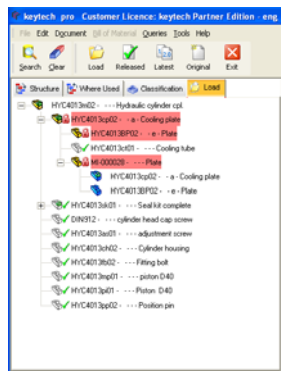 keytech pro Customer Licence: keytech Partner Edition - eng
File Edit Document Bill of Material Queries Tools Help
Search Clear Load Released Latest Original Exit
Structure Where Used Classification Load
HYC4013m02 - - - - Hydraulic cylinder cpl.
HYC4013cp02 - - a - Cooling plate
HYC4013BP02 - - e - Plate
HYC4013ct01 - - - - Cooling tube
MI-000028 - - - - Plate
HYC4013cp02 - - a - Cooling plate
HYC4013BP02 - - e - Plate
HYC4013sk01 - - - - Seal kit complete
DIN912 - - - - cylinder head cap screw
HYC4013as01 - - - - adjustment screw
HYC4013ch02 - - - - Cylinder housing
HYC4013fb02 - - - - Fitting bolt
HYC4013mp01 - - - - piston D40
HYC4013pi01 - - - - Piston D40
HYC4013pp02 - - - - Position pin